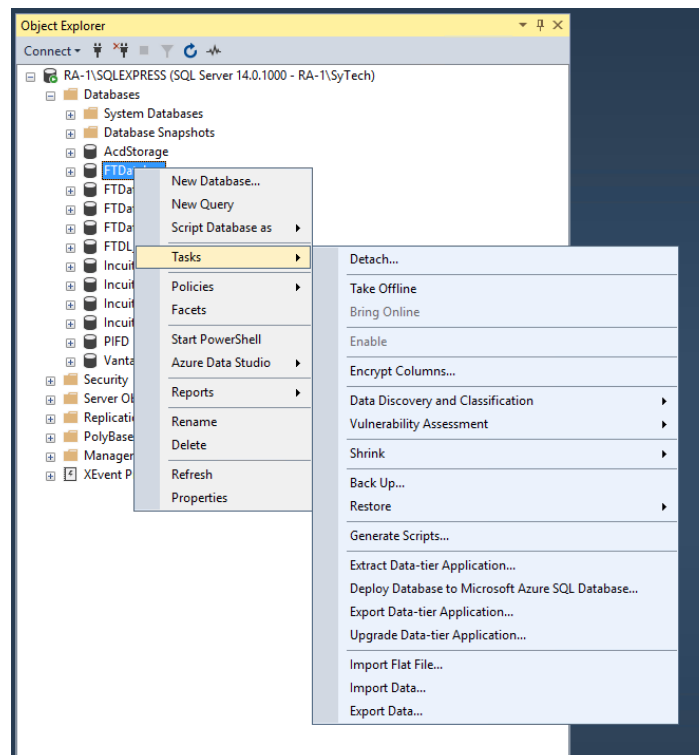 Object Explorer
Connect
RA-1\SQLEXPRESS (SQL Server 14.0.1000 - RA-1\SyTech)
Databases
System Databases
Database Snapshots
AcdStorage
FTDa
FTDa
FTDa
FTDa
FTDL
Incuit
Incuit
Incuit
Incuit
PIFD
Vanta
Security
Server Ob
Replicati
PolyBase
Manager
XEvent P
New Database...
New Query
Script Database as
Tasks
Policies
Facets
Start PowerShell
Azure Data Studio
Reports
Rename
Delete
Refresh
Properties
Detach...
Take Offline
Bring Online
Enable
Encrypt Columns...
Data Discovery and Classification
Vulnerability Assessment
Shrink
Back Up...
Restore
Generate Scripts...
Extract Data-tier Application...
Deploy Database to Microsoft Azure SQL Database...
Export Data-tier Application...
Upgrade Data-tier Application...
Import Flat File...
Import Data...
Export Data...